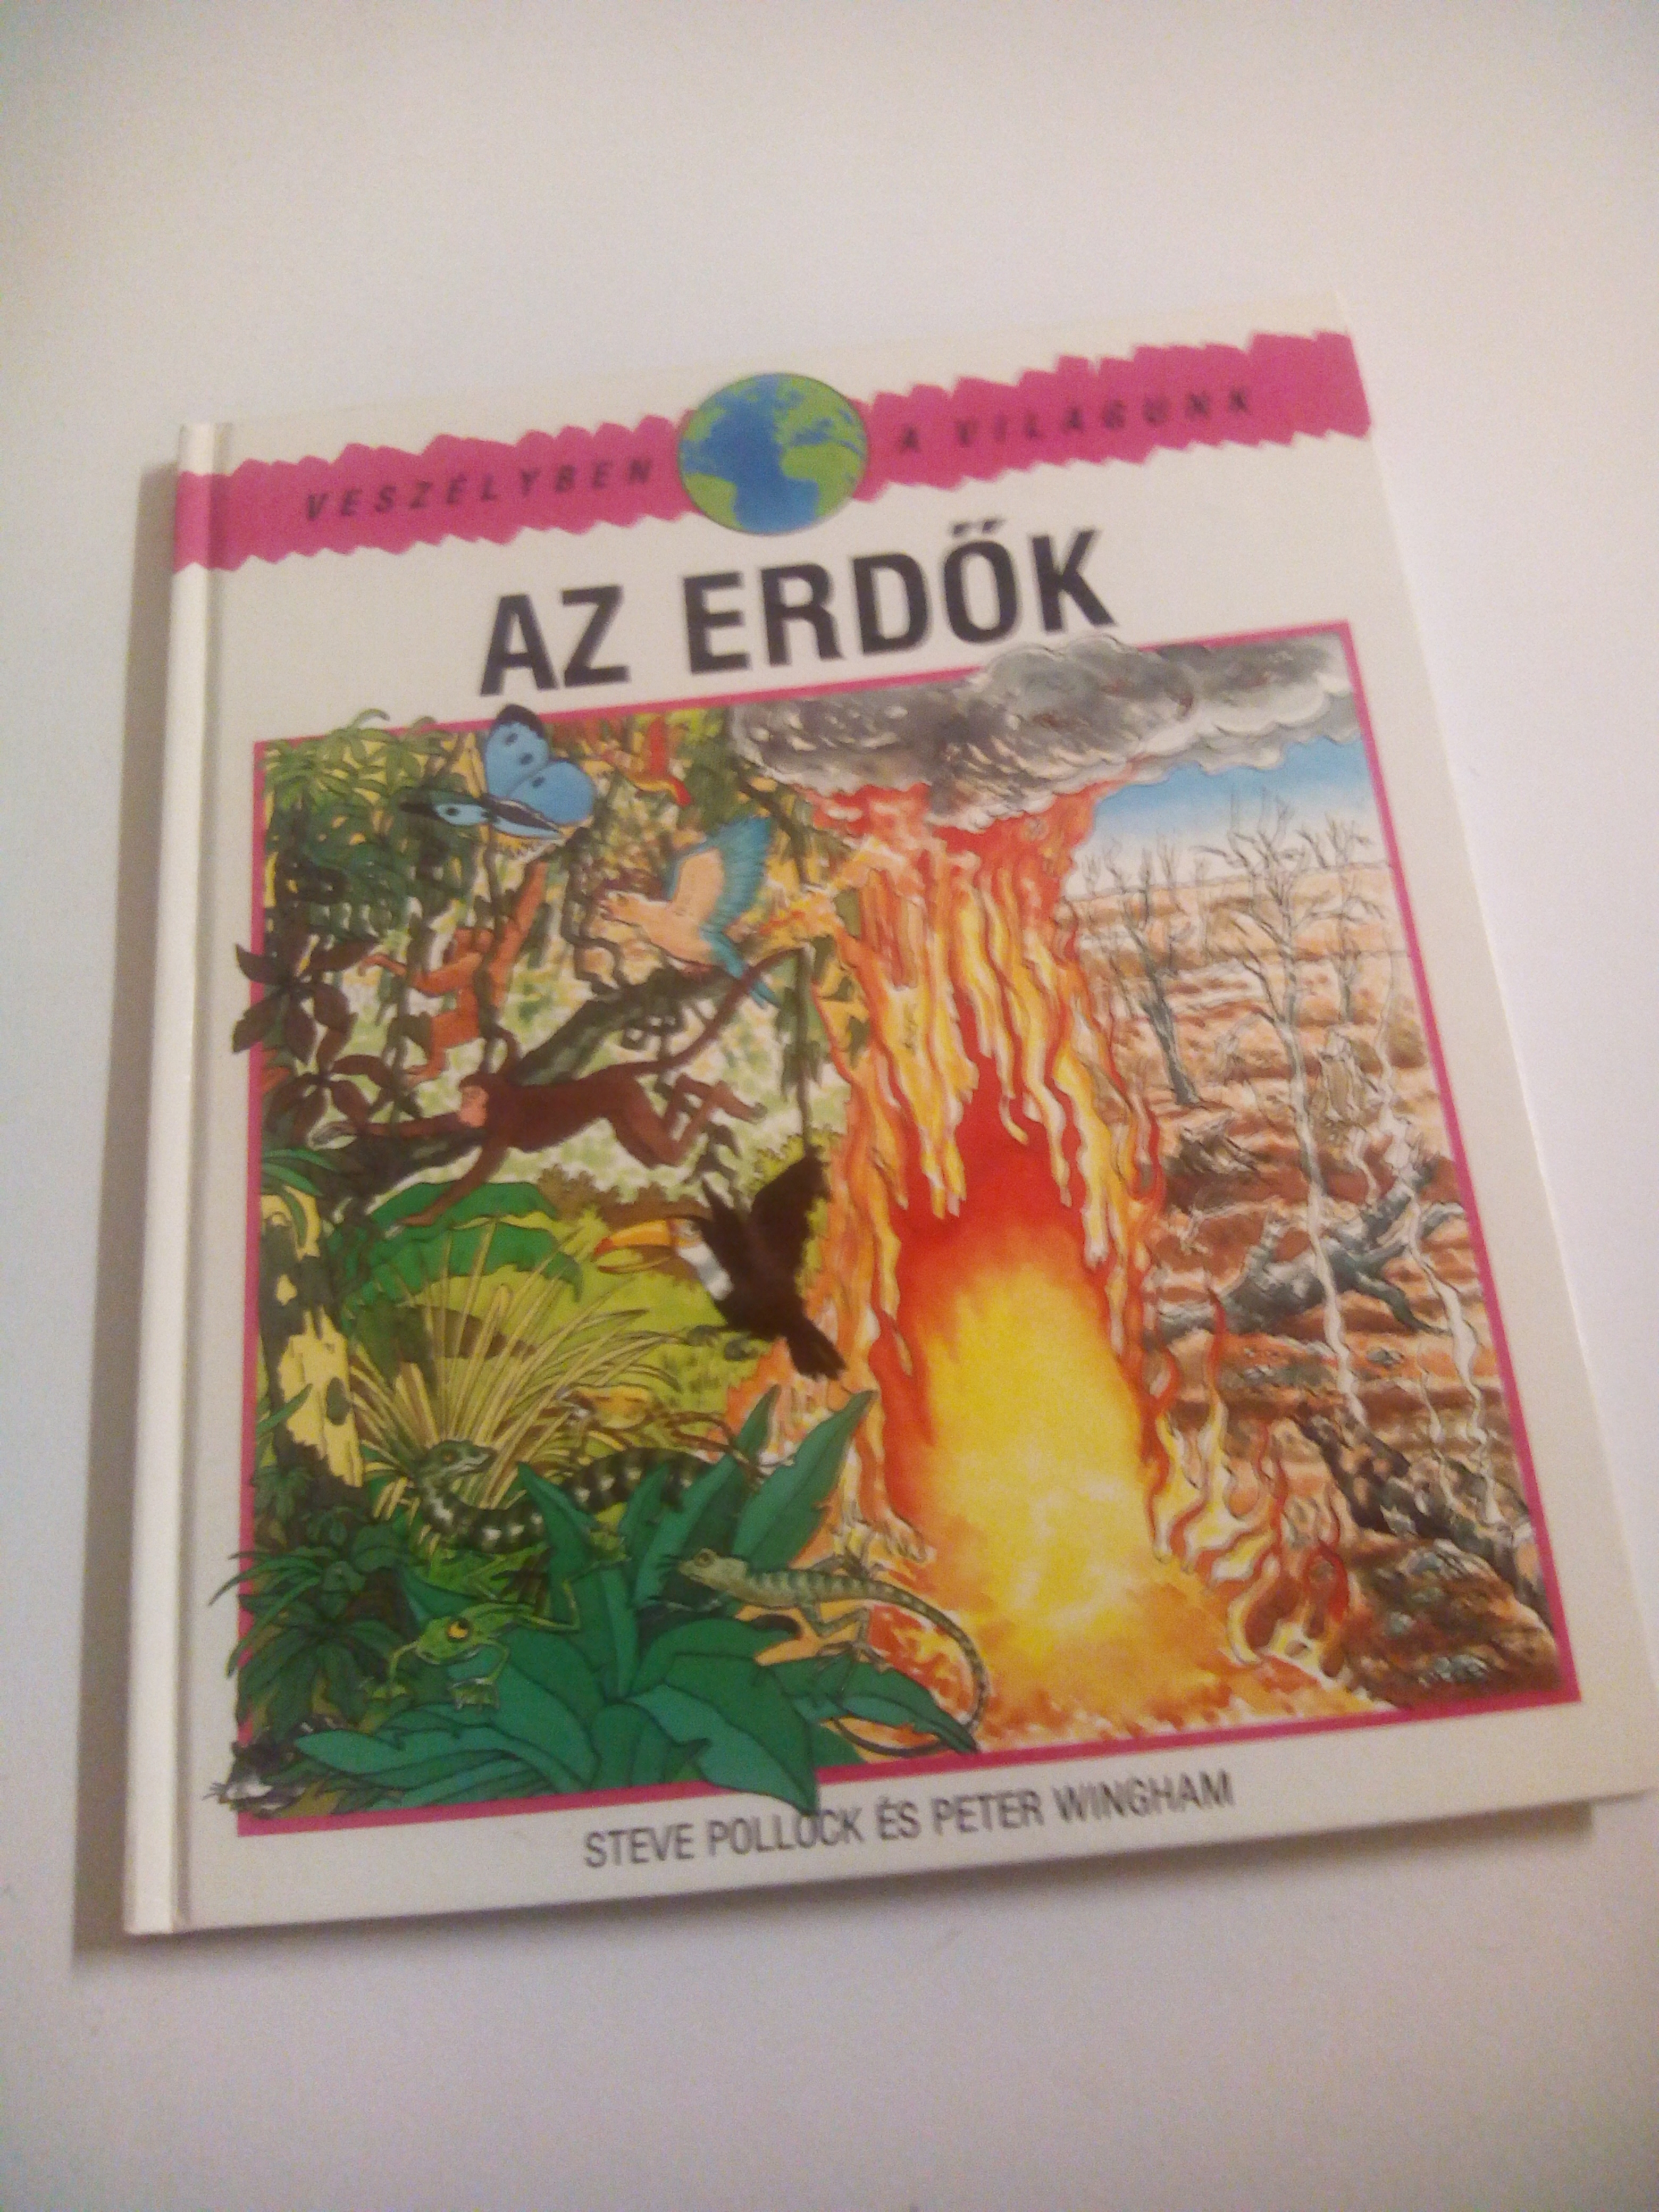 VESZÉLYBEN A VILÁGUNK
AZ ERDŐK
STEVE POLLOCK ÉS PETER WINGHAM